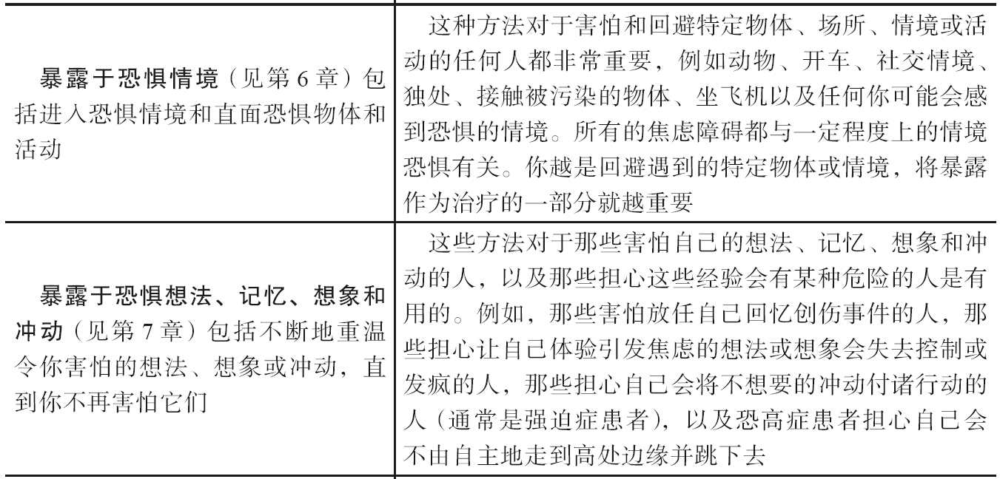 暴露于恐惧情境（见第6章）包
括进入恐惧情境和直面恐惧物体和
活动
这种方法对于害怕和回避特定物体、场所、情境或活
动的任何人都非常重要，例如动物、开车、社交情境、
独处、接触被污染的物体、坐飞机以及任何你可能会感
到恐惧的情境。所有的焦虑障碍都与一定程度上的情境
恐惧有关。你越是回避遇到的特定物体或情境，将暴露
作为治疗的一部分就越重要
暴露于恐惧想法、记忆、想象和
冲动（见第7章）包括不断地重温
令你害怕的想法、想象或冲动，直
到你不再害怕它们
这些方法对于那些害怕自己的想法、记忆、想象和冲
动的人，以及那些担心这些经验会有某种危险的人是有
用的。例如，那些害怕放任自己回忆创伤事件的人，那
些担心让自己体验引发焦虑的想法或想象会失去控制或
发疯的人，那些担心自己会将不想要的冲动付诸行动的
人（通常是强迫症患者），以及恐高症患者担心自己会
不由自主地走到高处边缘并跳下去